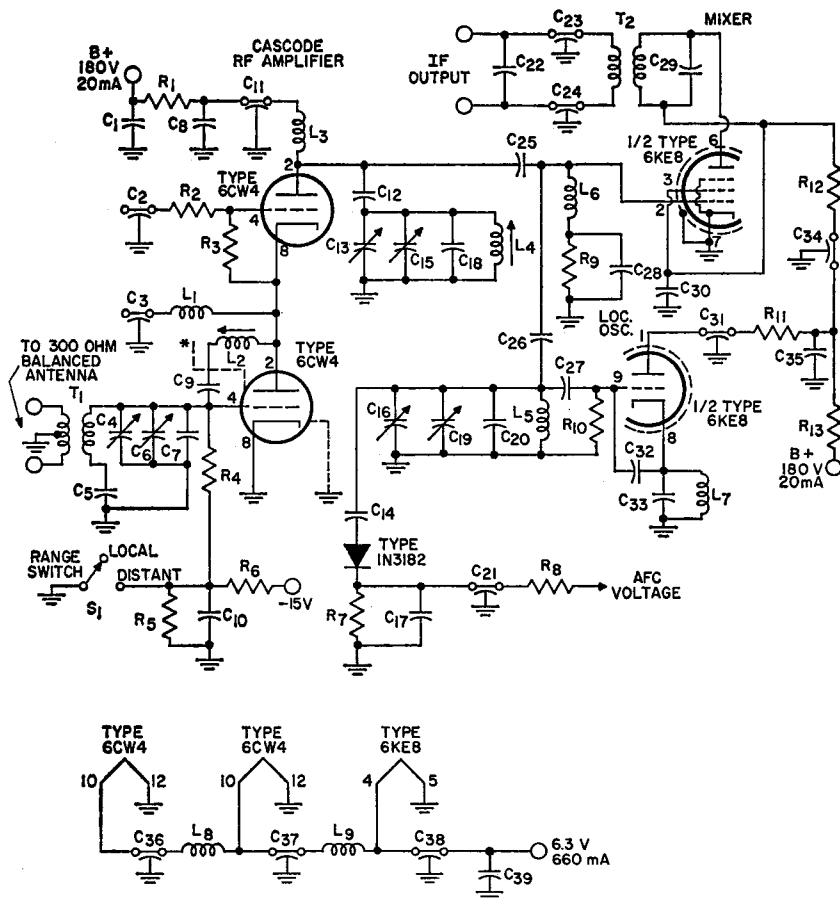 B+
180V
20mA
R1
C1
C8
C11
CASCODE
RF AMPLIFIER
L3
C23
T2
MIXER
IF
OUTPUT
C22
C24
C29
C25
1/2 TYPE
6KE8
6
3
2
7
R12
C34
TYPE
6CW4
2
4
8
C2
R2
R3
C12
C13
C15
C18
L4
L6
R9
C28
C30
C3
L1
*
L2
C9
TYPE
6CW4
2
4
8
TO 300 OHM
BALANCED
ANTENNA
T1
C4
C6
C7
C5
R4
C26
LOC.
OSC.
1
C31
R11
C35
C27
9
8
1/2 TYPE
6KE8
C16
C19
C20
L5
R10
C32
C33
L7
R13
B+
180V
20mA
C14
TYPE
1N3182
RANGE
SWITCH
LOCAL
DISTANT
S1
R6
-15V
R5
C10
R7
C17
C21
R8
AFC
VOLTAGE
TYPE
6CW4
TYPE
6CW4
TYPE
6KE8
10
12
10
12
4
5
C36
L8
C37
L9
C38
C39
6.3 V
660 mA